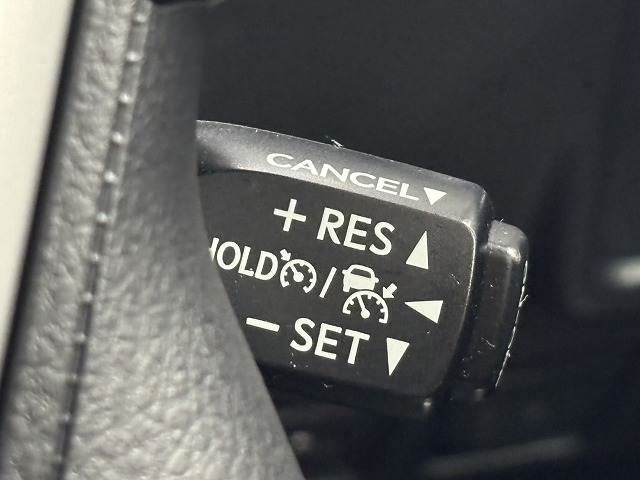 CANCEL▼
+ RES ▲
HOLD / ◀
− SET ▼